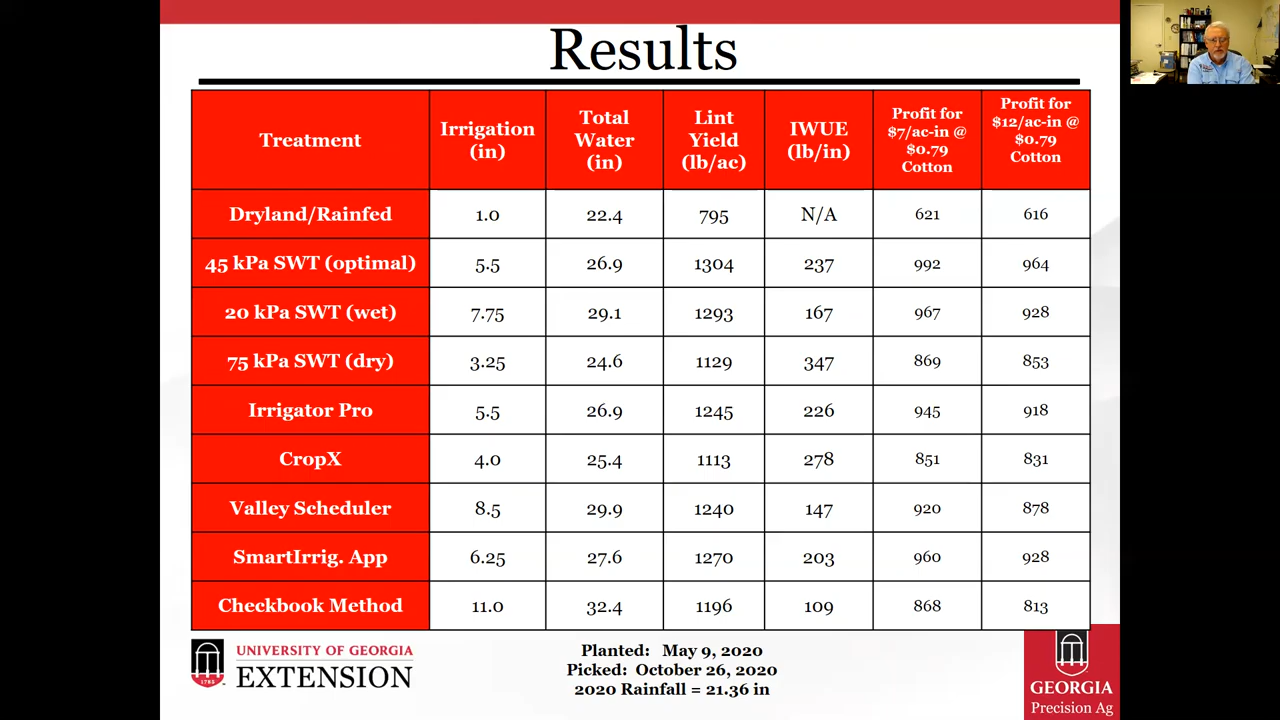 Results
Treatment
Irrigation
(in)
Total
Water
(in)
Lint
Yield
(lb/ac)
IWUE
(lb/in)
Profit for
$7/ac-in @
$0.79
Cotton
Profit for
$12/ac-in @
$0.79
Cotton
Dryland/Rainfed 1.0 22.4 795 N/A 621 616
45 kPa SWT (optimal) 5.5 26.9 1304 237 992 964
20 kPa SWT (wet) 7.75 29.1 1293 167 967 928
75 kPa SWT (dry) 3.25 24.6 1129 347 869 853
Irrigator Pro 5.5 26.9 1245 226 945 918
CropX 4.0 25.4 1113 278 851 831
Valley Scheduler 8.5 29.9 1240 147 920 878
SmartIrrig. App 6.25 27.6 1270 203 960 928
Checkbook Method 11.0 32.4 1196 109 868 813
1785
UNIVERSITY OF GEORGIA
EXTENSION
Planted: May 9, 2020
Picked: October 26, 2020
2020 Rainfall = 21.36 in
GEORGIA
Precision Ag